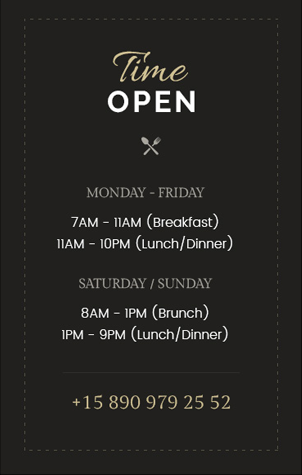 Time
OPEN
MONDAY - FRIDAY
7AM - 11AM (Breakfast)
11AM - 10PM (Lunch/Dinner)
SATURDAY / SUNDAY
8AM - 1PM (Brunch)
1PM - 9PM (Lunch/Dinner)
+15 890 979 25 52